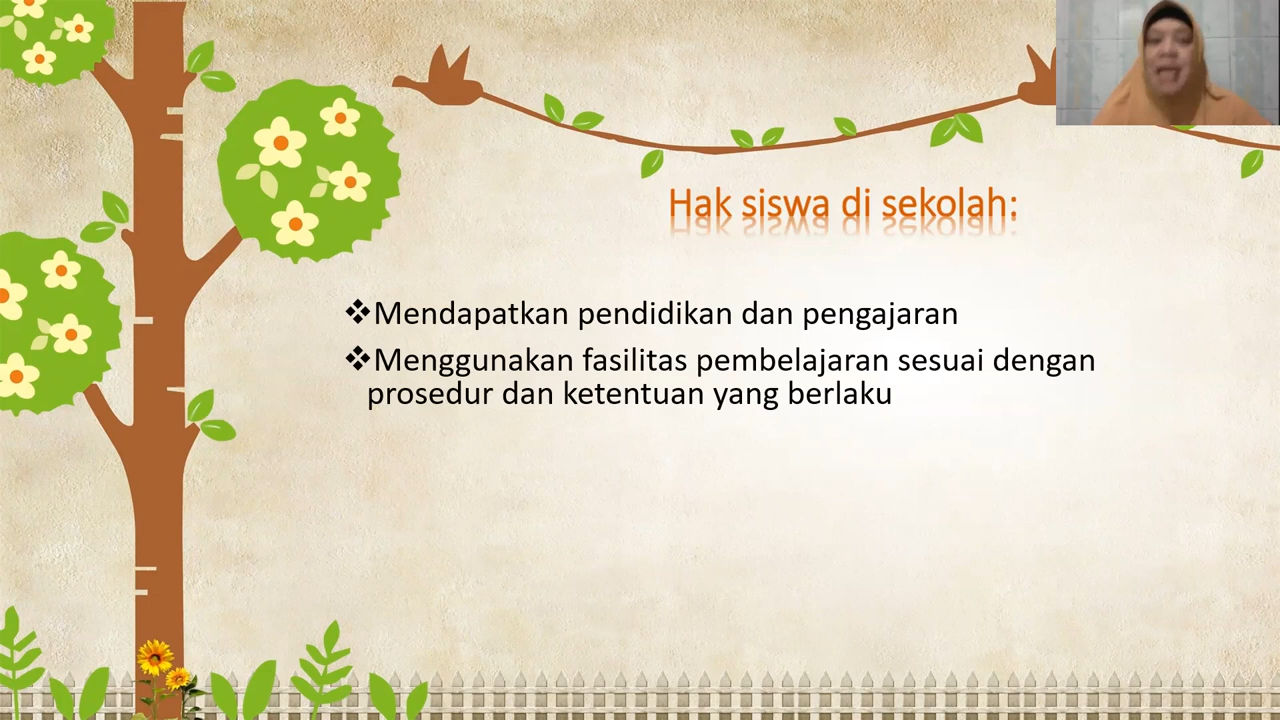 Hak siswa di sekolah:
❖Mendapatkan pendidikan dan pengajaran
❖Menggunakan fasilitas pembelajaran sesuai dengan
prosedur dan ketentuan yang berlaku